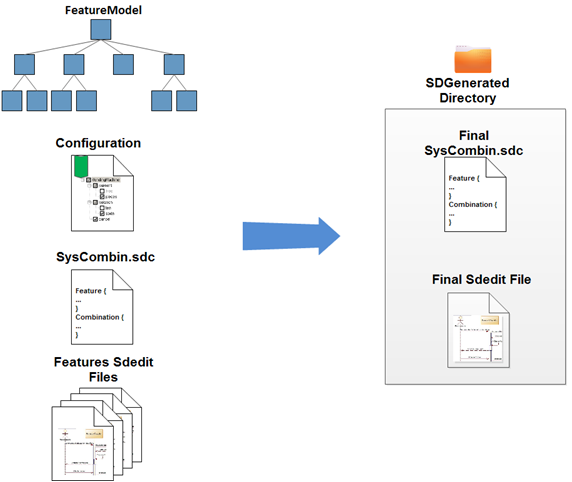 FeatureModel
Configuration
SysCombin.sdc
Feature {
...
}
Combination {
...
}
Features Sdedit
Files
SDGenerated
Directory
Final
SysCombin.sdc
Feature {
...
}
Combination {
...
}
Final Sdedit File